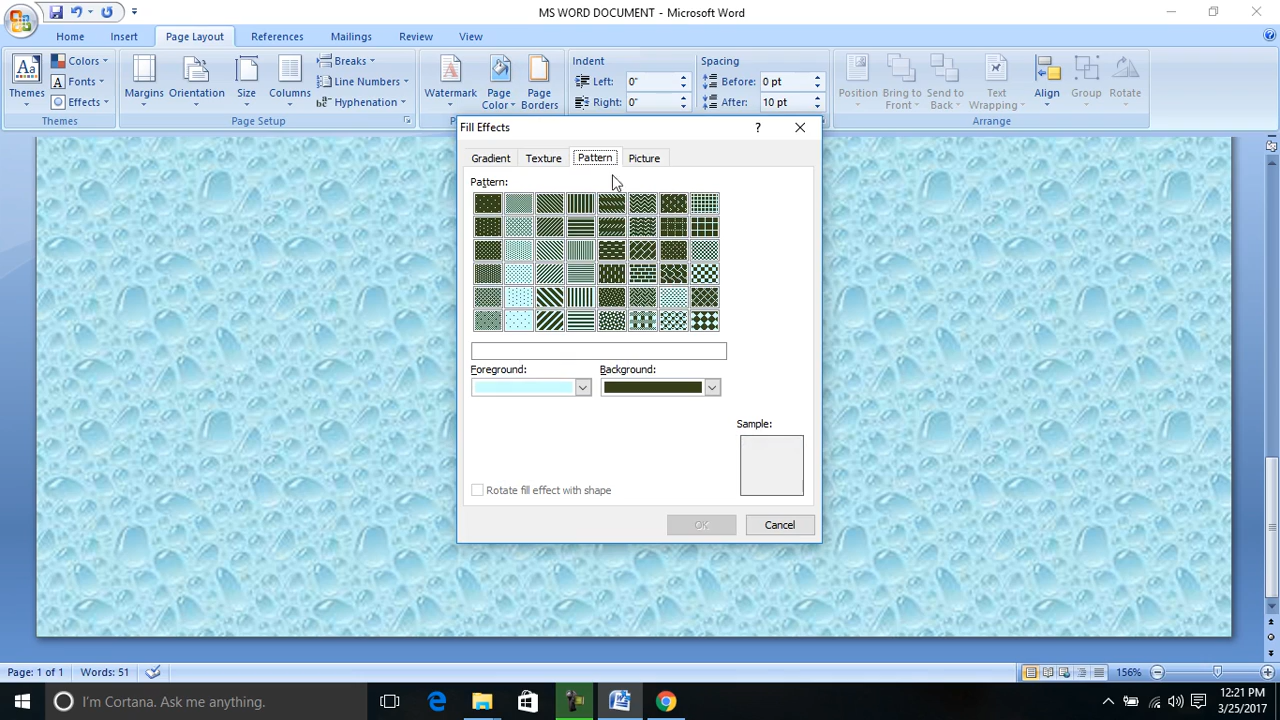 MS WORD DOCUMENT - Microsoft Word
Home Insert Page Layout References Mailings Review View
Themes Colors Fonts Effects
Themes
Margins Orientation Size Columns Breaks Line Numbers Hyphenation
Page Setup
Watermark Page Color Page Borders
Indent
Left: 0"
Right: 0"
Spacing
Before: 0 pt
After: 10 pt
Position Bring to Front Send to Back Text Wrapping Align Group Rotate
Arrange
Fill Effects
Gradient Texture Pattern Picture
Pattern:
Foreground: Background:
Sample:
Rotate fill effect with shape
OK Cancel
Page: 1 of 1 Words: 51 156%
I'm Cortana. Ask me anything.
12:21 PM
3/25/2017